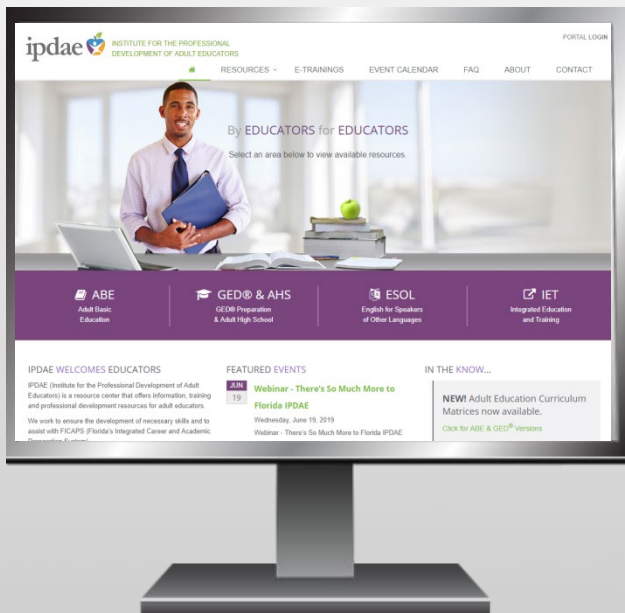 ipdae INSTITUTE FOR THE PROFESSIONAL
DEVELOPMENT OF ADULT EDUCATORS
PORTAL LOGIN
RESOURCES E-TRAININGS EVENT CALENDAR FAQ ABOUT CONTACT
By EDUCATORS for EDUCATORS
Select an area below to view available resources.
ABE
Adult Basic
Education
GED® & AHS
GED® Preparation
& Adult High School
ESOL
English for Speakers
of Other Languages
IET
Integrated Education
and Training
IPDAE WELCOMES EDUCATORS
IPDAE (Institute for the Professional Development of Adult
Educators) is a resource center that offers information, training
and professional development resources for adult educators.
We work to ensure the development of necessary skills and to
assist with FICAPS (Florida's Integrated Career and Academic
Preparation System)
FEATURED EVENTS
JUN
19
Webinar - There's So Much More to
Florida IPDAE
Wednesday, June 19, 2019
Webinar - There's So Much More to Florida IPDAE
IN THE KNOW...
NEW! Adult Education Curriculum
Matrices now available.
Click for ABE & GED® Versions